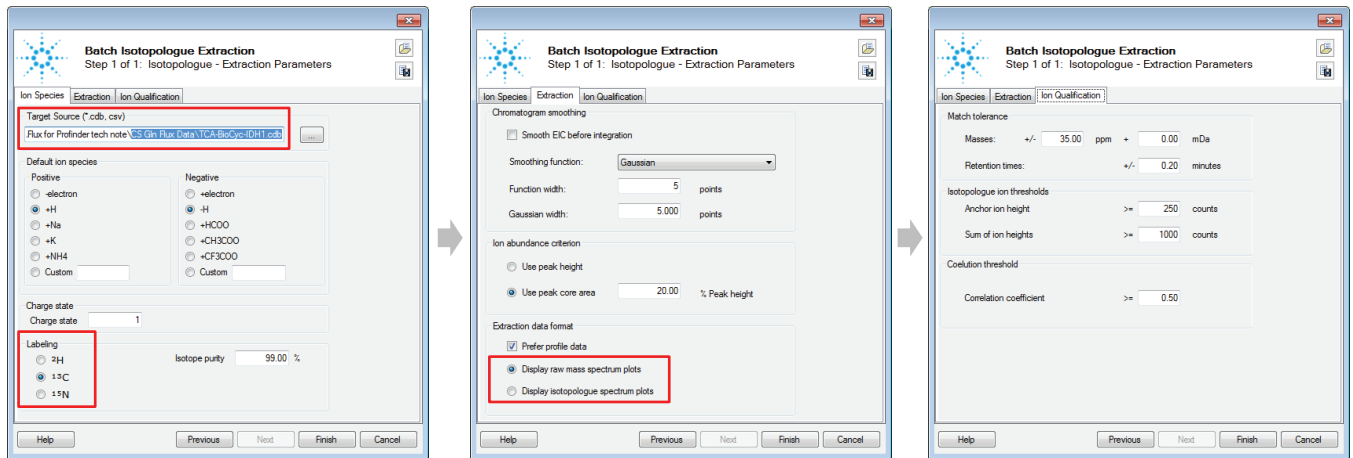 Batch Isotopologue Extraction
Step 1 of 1: Isotopologue - Extraction Parameters
Ion Species Extraction Ion Qualification
Target Source (*.cdb, csv)
Flux for Profinder tech note\CS Gln Flux Data\TCA-BioCyc-IDH1.cdb ...
Default ion species
Positive Negative
-electron +electron
+H -H
+Na +HCOO
+K +CH3COO
+NH4 +CF3COO
Custom Custom
Charge state
Charge state 1
Labeling
²H Isotope purity 99.00 %
¹³C
¹⁵N
Help Previous Next Finish Cancel
Batch Isotopologue Extraction
Step 1 of 1: Isotopologue - Extraction Parameters
Ion Species Extraction Ion Qualification
Chromatogram smoothing
Smooth EIC before integration
Smoothing function: Gaussian
Function width: 5 points
Gaussian width: 5.000 points
Ion abundance criterion
Use peak height
Use peak core area 20.00 % Peak height
Extraction data format
Prefer profile data
Display raw mass spectrum plots
Display isotopologue spectrum plots
Help Previous Next Finish Cancel
Batch Isotopologue Extraction
Step 1 of 1: Isotopologue - Extraction Parameters
Ion Species Extraction Ion Qualification
Match tolerance
Masses: +/- 35.00 ppm + 0.00 mDa
Retention times: +/- 0.20 minutes
Isotopologue ion thresholds
Anchor ion height >= 250 counts
Sum of ion heights >= 1000 counts
Coelution threshold
Correlation coefficient >= 0.50
Help Previous Next Finish Cancel